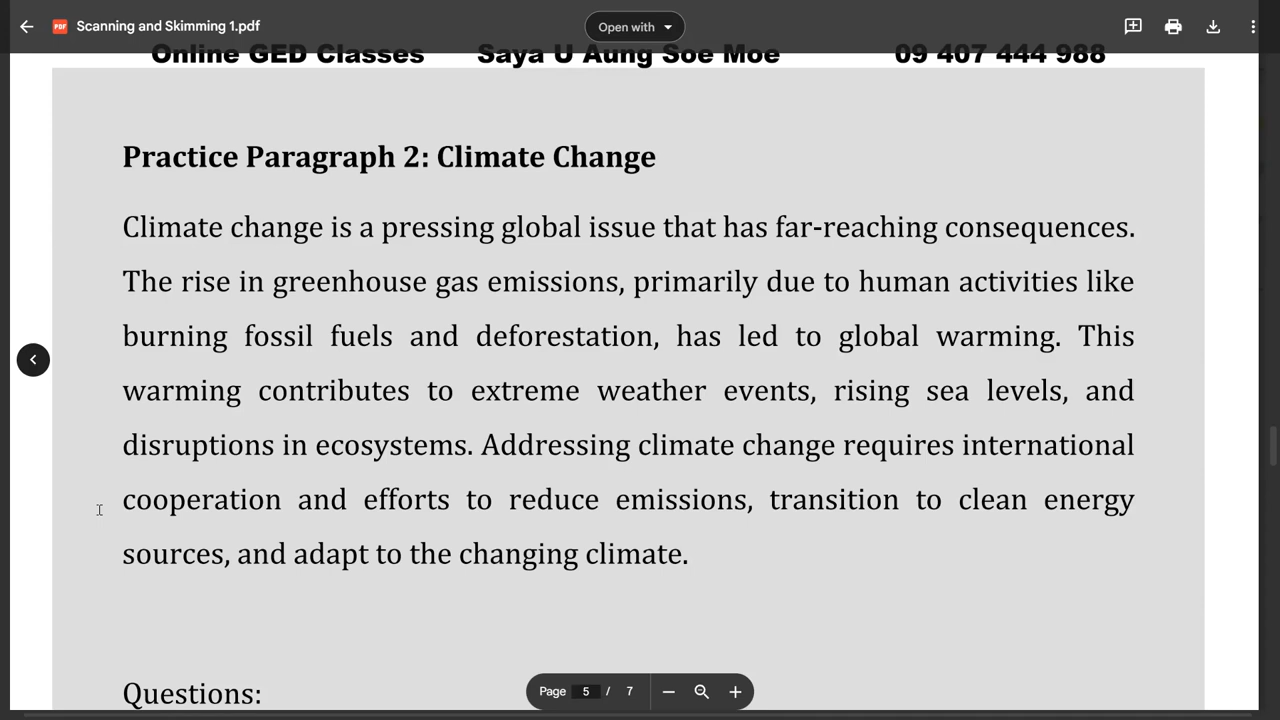 Scanning and Skimming 1.pdf
Open with
Online GED Classes Saya U Aung Soe Moe 09 407 444 988
Practice Paragraph 2: Climate Change
Climate change is a pressing global issue that has far-reaching consequences.
The rise in greenhouse gas emissions, primarily due to human activities like
burning fossil fuels and deforestation, has led to global warming. This
warming contributes to extreme weather events, rising sea levels, and
disruptions in ecosystems. Addressing climate change requires international
cooperation and efforts to reduce emissions, transition to clean energy
sources, and adapt to the changing climate.
Questions:
Page 5 / 7